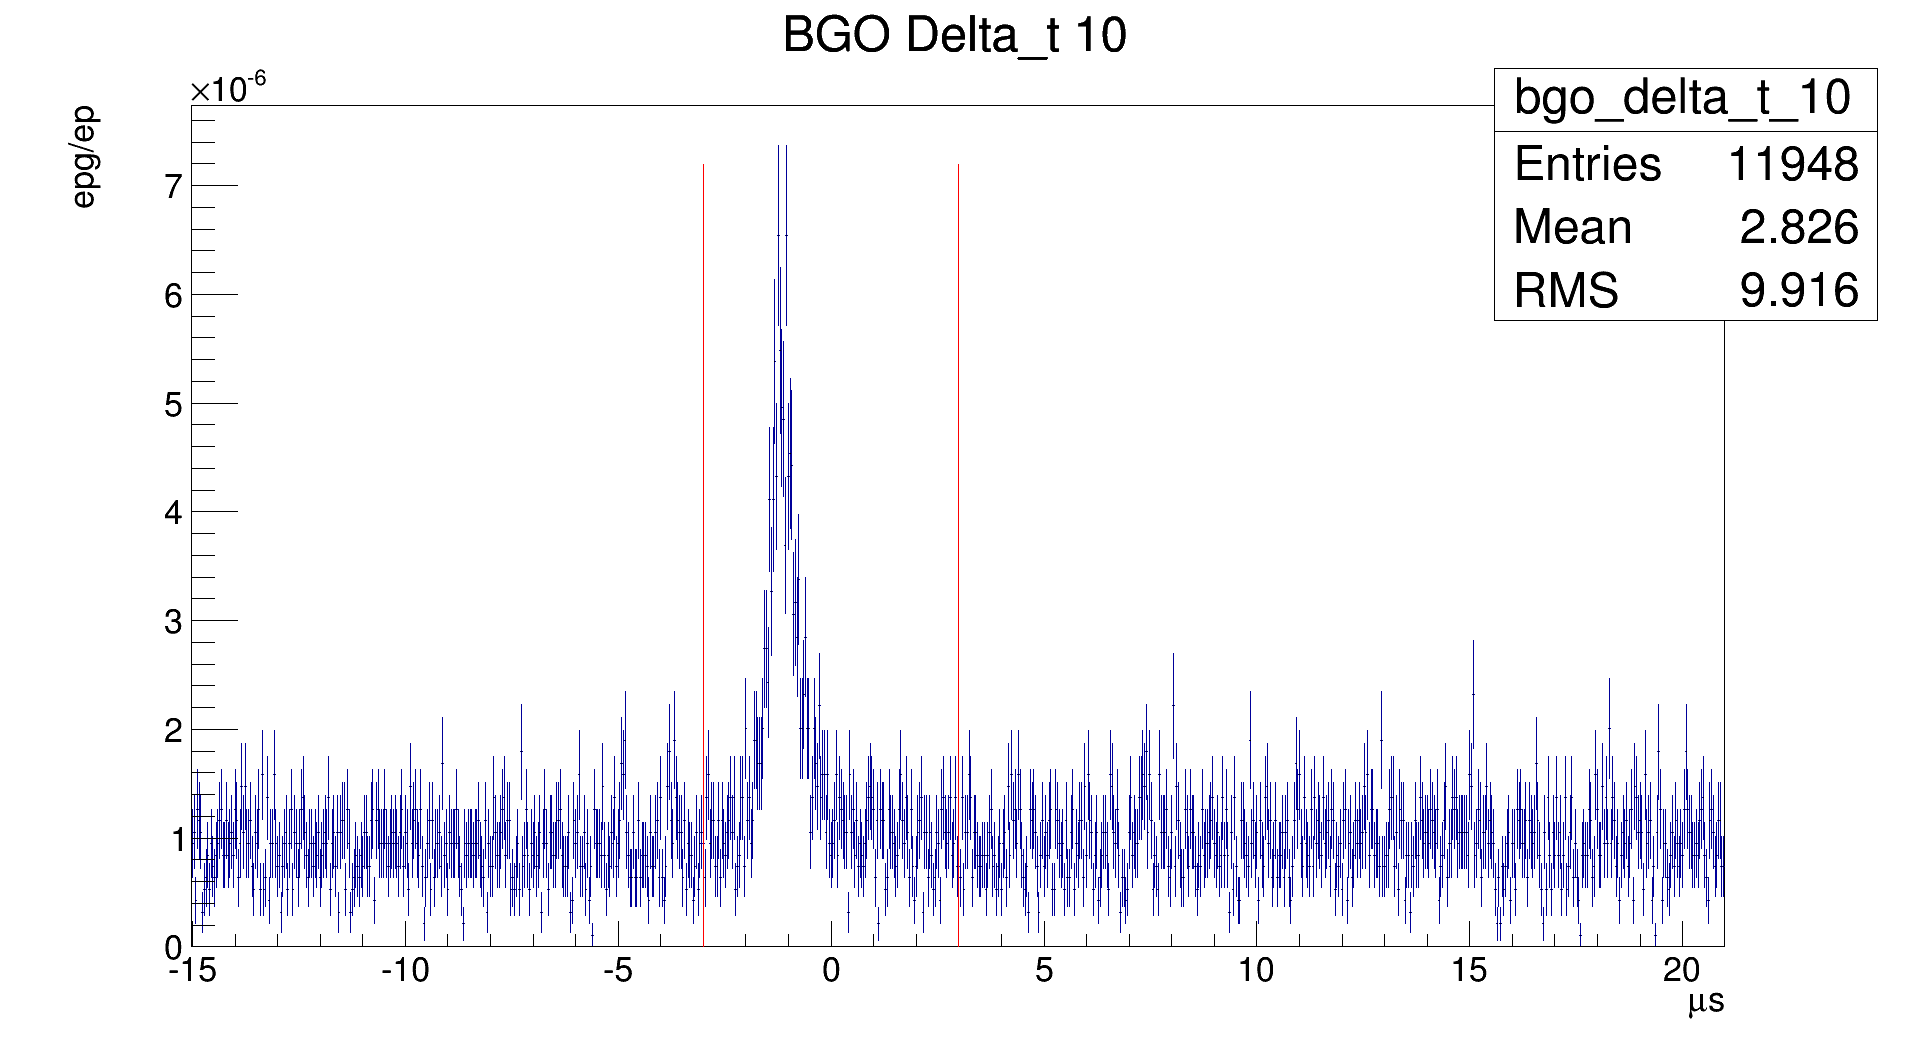 BGO Delta_t 10
×10-6
epg/ep
bgo_delta_t_10
Entries 11948
Mean 2.826
RMS 9.916
7
6
5
4
3
2
1
0
-15 -10 -5 0 5 10 15 20
μs